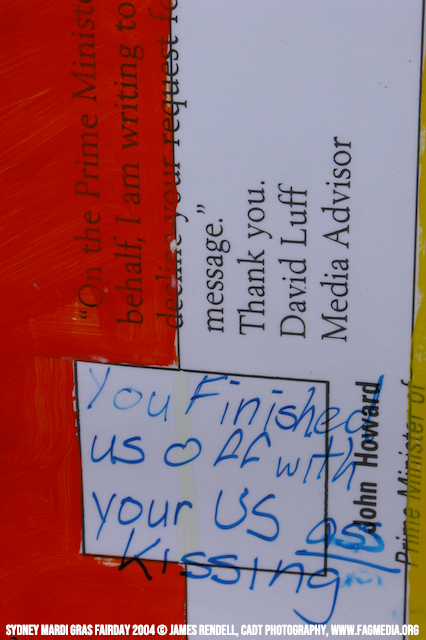 "On the Prime Ministe
behalf, I am writing to
decline your request fo
message."
Thank you.
David Luff
Media Advisor
John Howard
Prime Minister of
You Finished
us off with
your US ass
Kissing
SYDNEY MARDI GRAS FAIRDAY 2004 © JAMES RENDELL, CADT PHOTOGRAPHY, WWW.FAGMEDIA.ORG